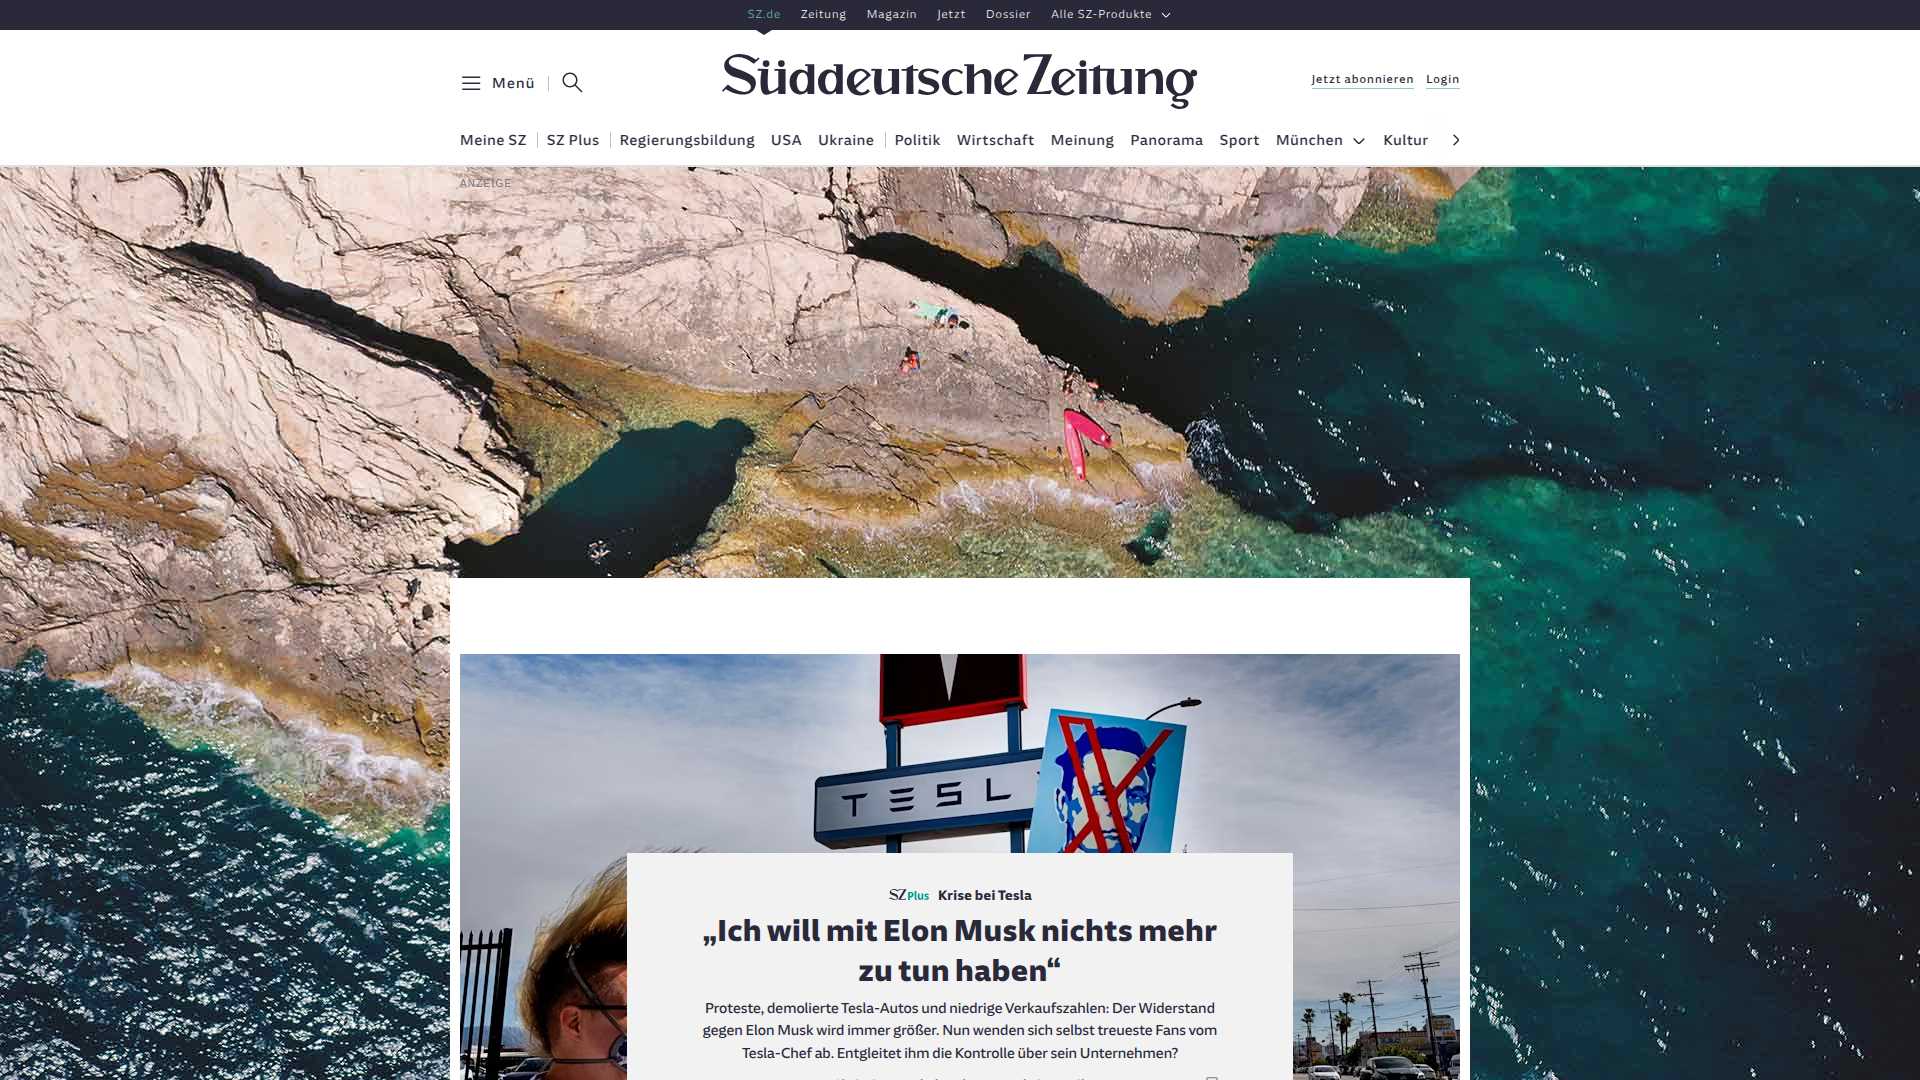 SZ.de Zeitung Magazin Jetzt Dossier Alle SZ-Produkte
Menü
Süddeutsche Zeitung
Jetzt abonnieren Login
Meine SZ SZ Plus Regierungsbildung USA Ukraine Politik Wirtschaft Meinung Panorama Sport München Kultur
ANZEIGE
TESL
SZ Plus Krise bei Tesla
„Ich will mit Elon Musk nichts mehr
zu tun haben“
Proteste, demolierte Tesla-Autos und niedrige Verkaufszahlen: Der Widerstand
gegen Elon Musk wird immer größer. Nun wenden sich selbst treueste Fans vom
Tesla-Chef ab. Entgleitet ihm die Kontrolle über sein Unternehmen?